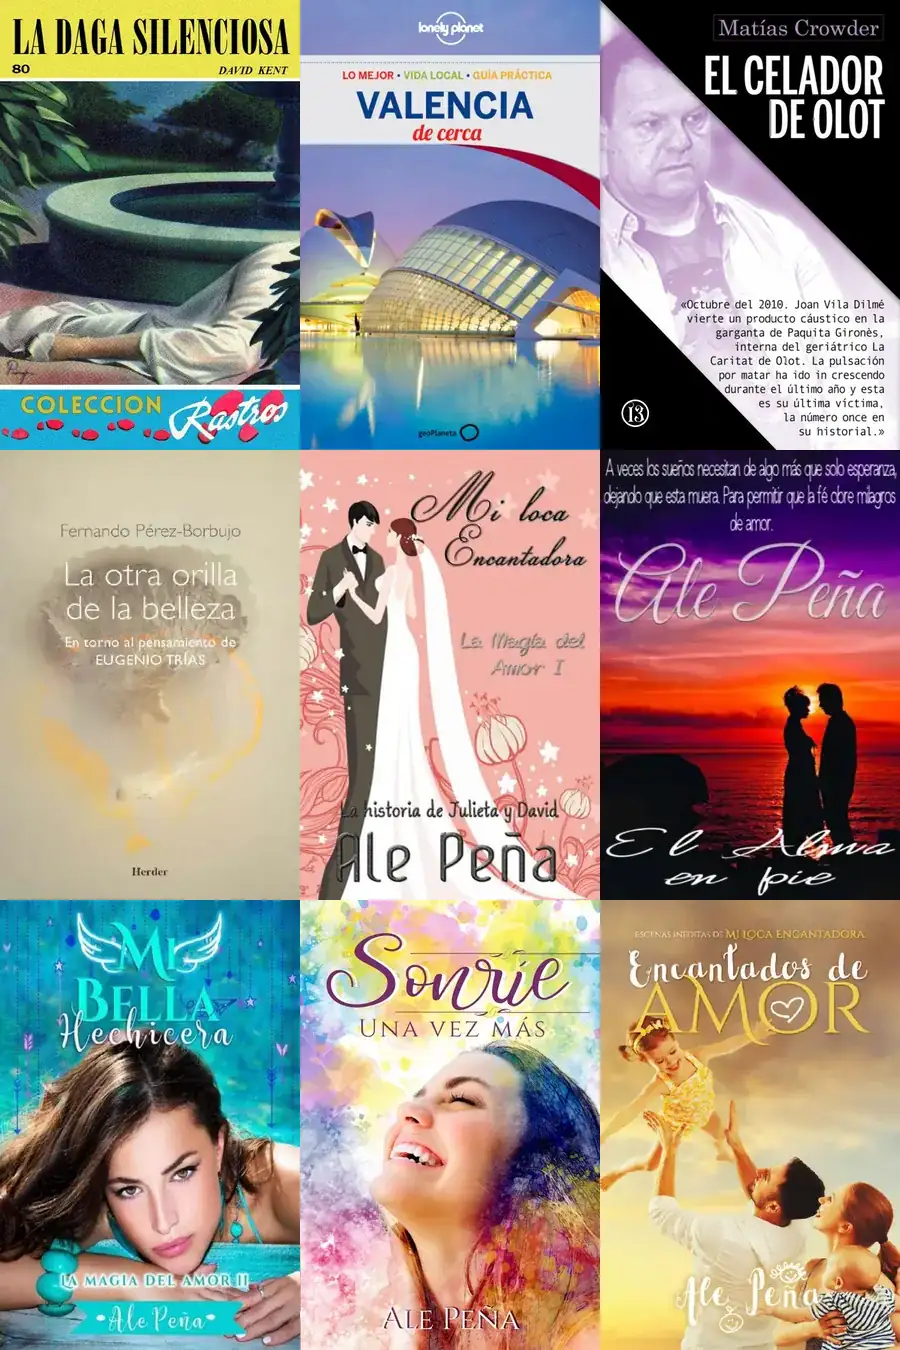 LA DAGA SILENCIOSA
80
DAVID KENT
COLECCION
Rastros
lonely planet
LO MEJOR • VIDA LOCAL • GUÍA PRÁCTICA
VALENCIA
de cerca
geoPlaneta
Matías Crowder
EL CELADOR
DE OLOT
«Octubre del 2010. Joan Vila Dilmé
vierte un producto cáustico en la
garganta de Paquita Gironès,
interna del geriátrico La
Caritat de Olot. La pulsación
por matar ha ido in crescendo
durante el último año y esta
es su última víctima,
la número once en
su historial.»
13
Fernando Pérez-Borbujo
La otra orilla
de la belleza
En torno al pensamiento de
EUGENIO TRÍAS
Herder
Mi loca
Encantadora
La Magia del
Amor I
La historia de Julieta y David
Ale Peña
A veces los sueños necesitan de algo más que solo esperanza,
dejando que esta muera. Para permitir que la fé obre milagros
de amor.
Ale Peña
El Alma
en pie
MI
BELLA
Hechicera
LA MAGIA DEL AMOR II
•Ale Peña•
Sonríe
UNA VEZ MÁS
ALE PEÑA
ESCENAS INÉDITAS DE MI LOCA ENCANTADORA
Encantados de
AMOR
Ale Peña